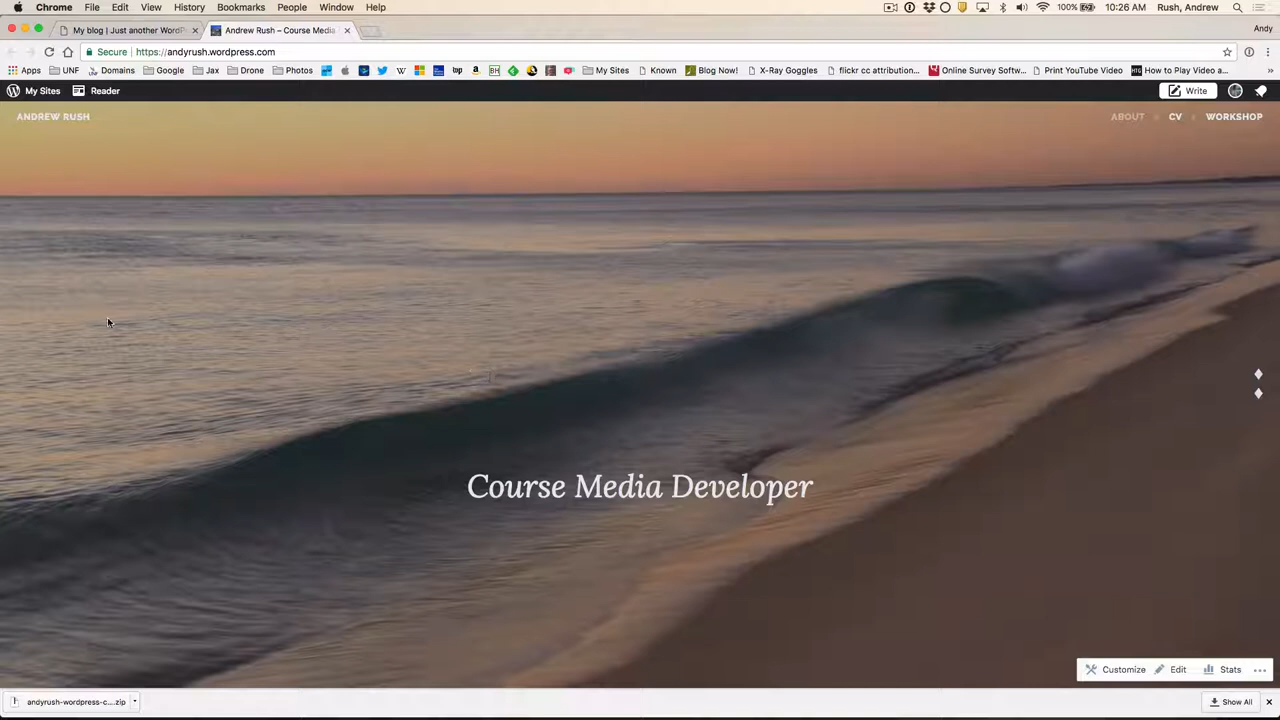 Chrome File Edit View History Bookmarks People Window Help 100% 10:26 AM Rush, Andrew
My blog | Just another WordP Andrew Rush – Course Media Andy
Secure https://andyrush.wordpress.com
Apps UNF Domains Google Jax Drone Photos My Sites Known Blog Now! X-Ray Goggles flickr cc attribution... Online Survey Softw... Print YouTube Video How to Play Video a...
My Sites Reader Write
ANDREW RUSH ABOUT CV WORKSHOP
Course Media Developer
Customize Edit Stats
andyrush-wordpress-c....zip Show All